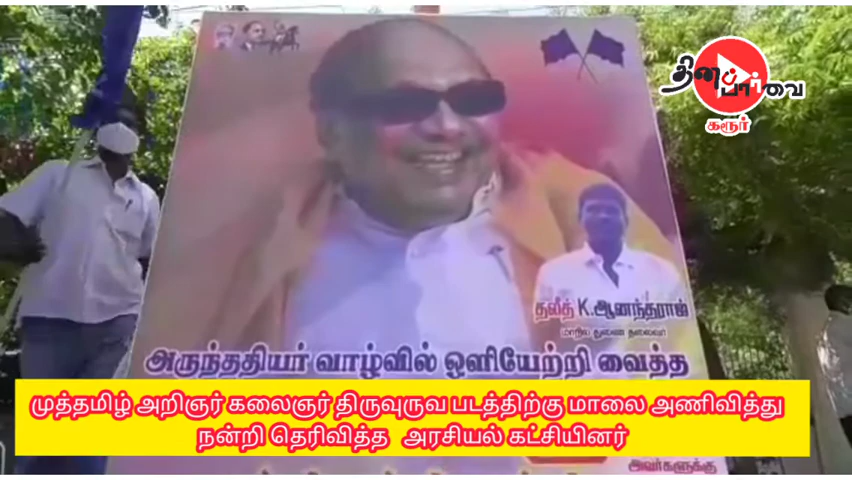 தினப்
பார்வை
கரூர்
தலித் K.ஆனந்தராஜ்
மாநில துணை தலைவர்
அருந்ததியர் வாழ்வில் ஒளியேற்றி வைத்த
முத்தமிழ் அறிஞர் கலைஞர் திருவுருவ படத்திற்கு மாலை அணிவித்து
நன்றி தெரிவித்த அரசியல் கட்சியினர்
அவர்களுக்கு